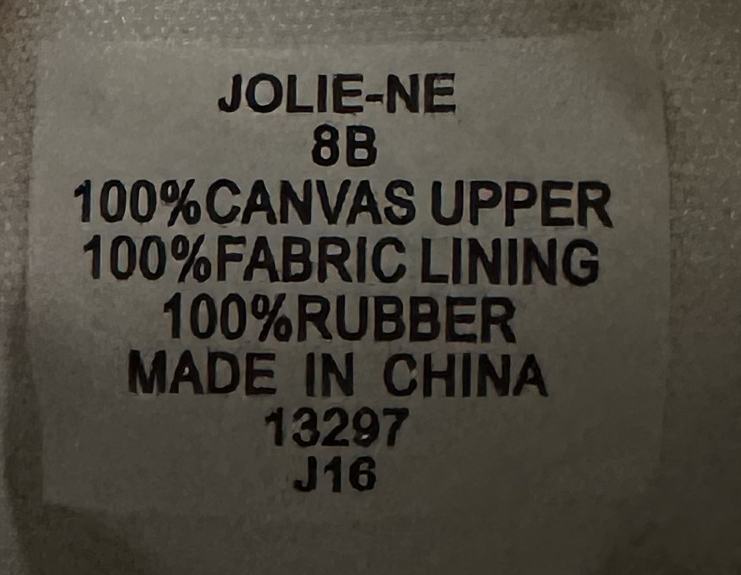 JOLIE-NE
8B
100%CANVAS UPPER
100%FABRIC LINING
100%RUBBER
MADE IN CHINA
13297
J16